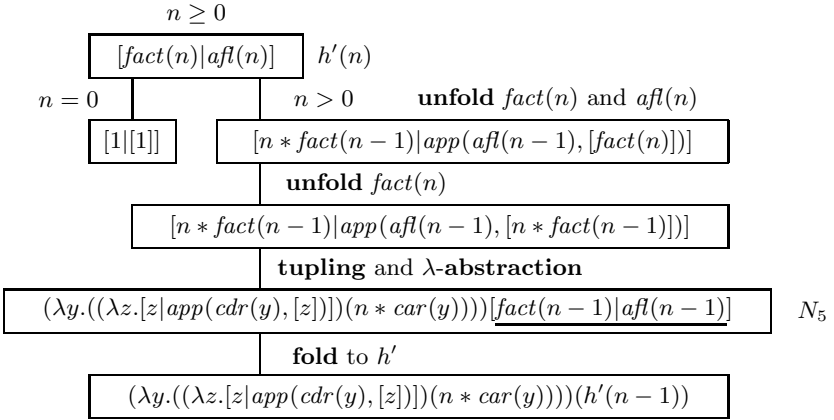 n ≥ 0
[fact(n)|afl(n)] h′(n)
n = 0 n > 0 unfold fact(n) and afl(n)
[1|[1]] [n ∗ fact(n − 1)|app(afl(n − 1), [fact(n)])]
unfold fact(n)
[n ∗ fact(n − 1)|app(afl(n − 1), [n ∗ fact(n − 1)])]
tupling and λ-abstraction
(λy.((λz.[z|app(cdr(y), [z])])(n ∗ car(y))))[fact(n − 1)|afl(n − 1)] N₅
fold to h′
(λy.((λz.[z|app(cdr(y), [z])])(n ∗ car(y))))(h′(n − 1))